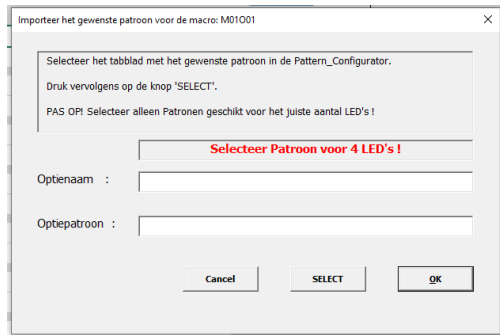 Importeer het gewenste patroon voor de macro: M01O01
Selecteer het tabblad met het gewenste patroon in de Pattern_Configurator.
Druk vervolgens op de knop 'SELECT'.
PAS OP! Selecteer alleen Patronen geschikt voor het juiste aantal LED's !
Selecteer Patroon voor 4 LED's !
Optienaam :
Optiepatroon :
Cancel SELECT OK